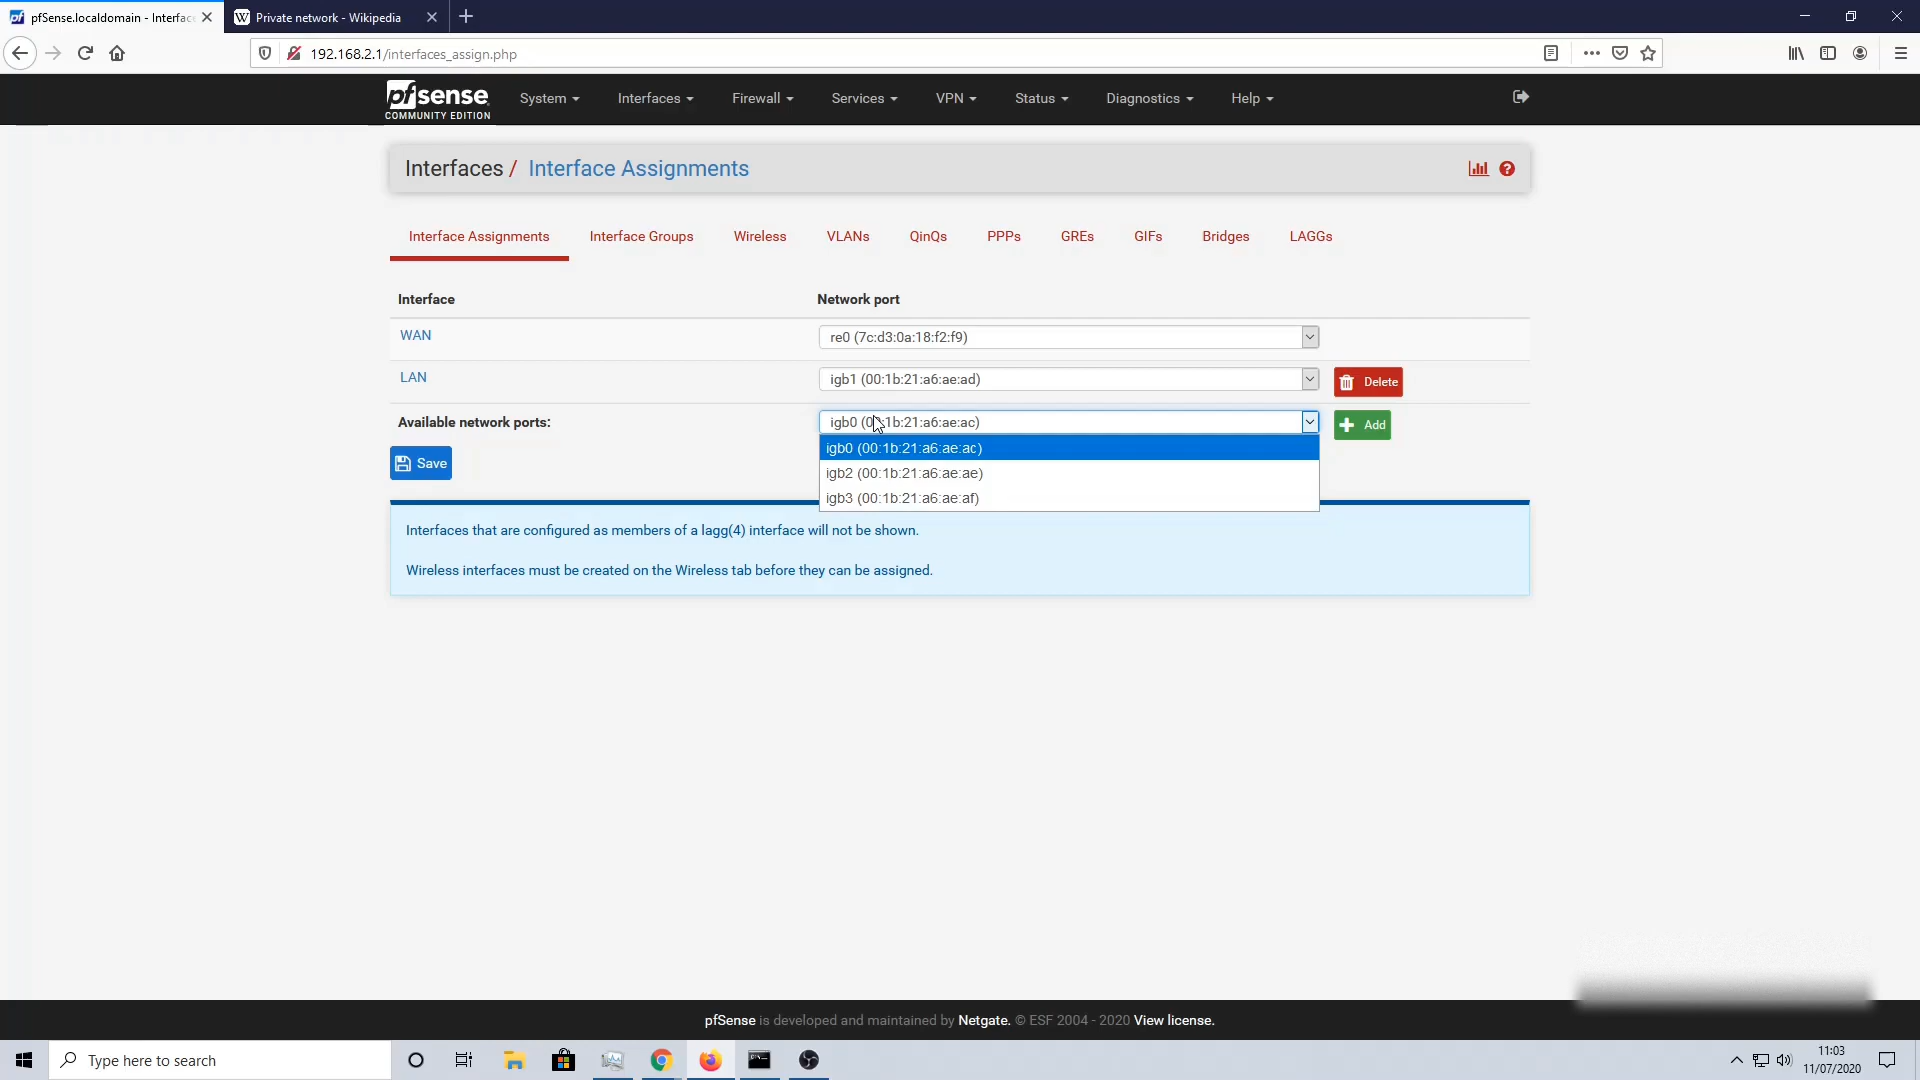 pfSense.localdomain - Interface
Private network - Wikipedia
192.168.2.1/interfaces_assign.php
pfsense
COMMUNITY EDITION
System
Interfaces
Firewall
Services
VPN
Status
Diagnostics
Help
Interfaces / Interface Assignments
Interface Assignments
Interface Groups
Wireless
VLANs
QinQs
PPPs
GREs
GIFs
Bridges
LAGGs
Interface
Network port
WAN
re0 (7c:d3:0a:18:f2:f9)
LAN
igb1 (00:1b:21:a6:ae:ad)
Delete
Available network ports:
igb0 (00:1b:21:a6:ae:ac)
Add
igb0 (00:1b:21:a6:ae:ac)
igb2 (00:1b:21:a6:ae:ae)
igb3 (00:1b:21:a6:ae:af)
Save
Interfaces that are configured as members of a lagg(4) interface will not be shown.
Wireless interfaces must be created on the Wireless tab before they can be assigned.
pfSense is developed and maintained by Netgate. © ESF 2004 - 2020 View license.
Type here to search
11:03
11/07/2020